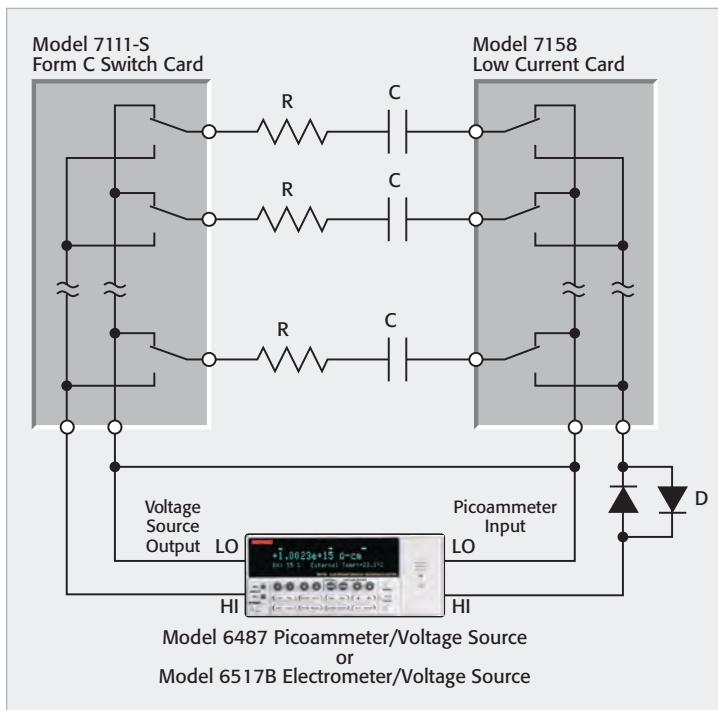 Model 7111-S
Form C Switch Card
Model 7158
Low Current Card
R
C
R
C
R
C
Voltage
Source
Output
LO
HI
Picoammeter
Input
LO
HI
D
Model 6487 Picoammeter/Voltage Source
or
Model 6517B Electrometer/Voltage Source